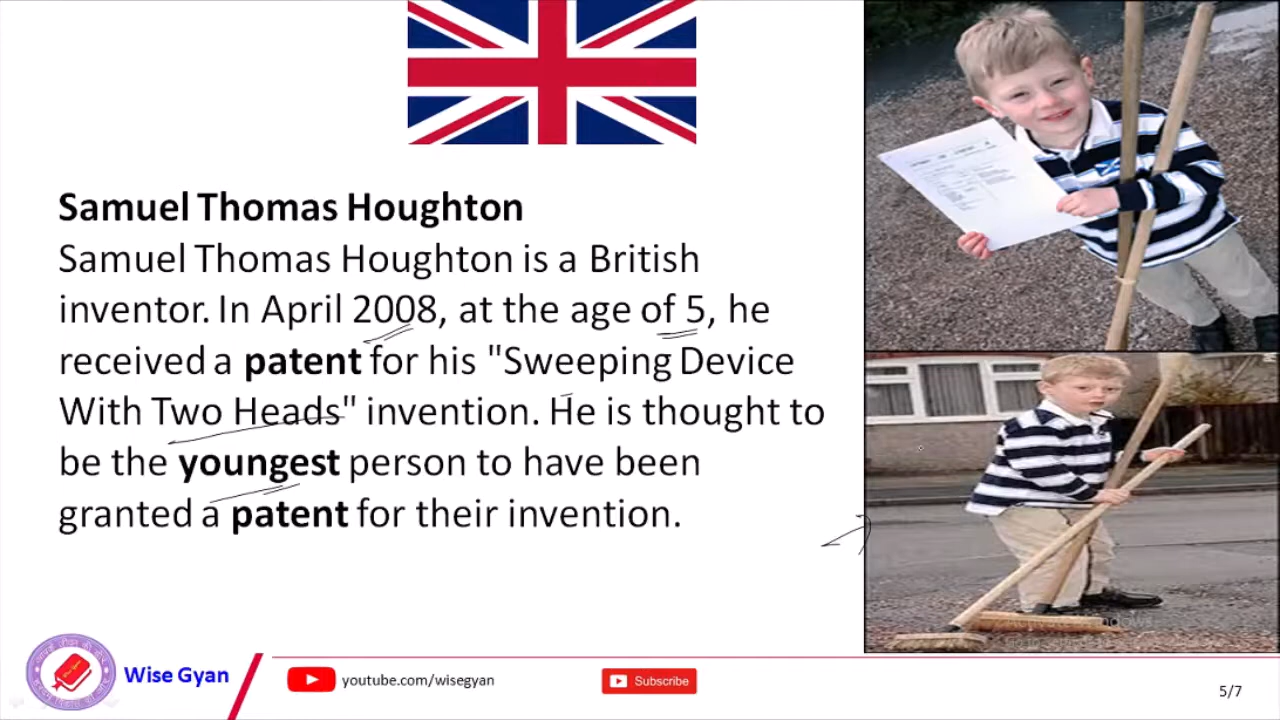 Samuel Thomas Houghton
Samuel Thomas Houghton is a British
inventor. In April 2008, at the age of 5, he
received a patent for his "Sweeping Device
With Two Heads" invention. He is thought to
be the youngest person to have been
granted a patent for their invention.
Wise Gyan
youtube.com/wisegyan
Subscribe
5/7